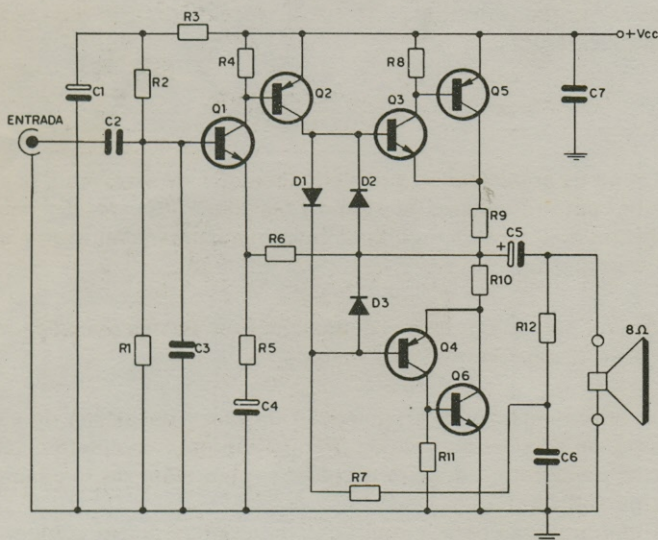 R3
+Vcc
R2
R4
R8
C1
Q2
Q5
ENTRADA
C2
Q1
Q3
C7
D1
D2
R9
C5
+
R6
R10
D3
R12
8Ω
R1
C3
R5
Q4
C4
Q6
R11
C6
R7